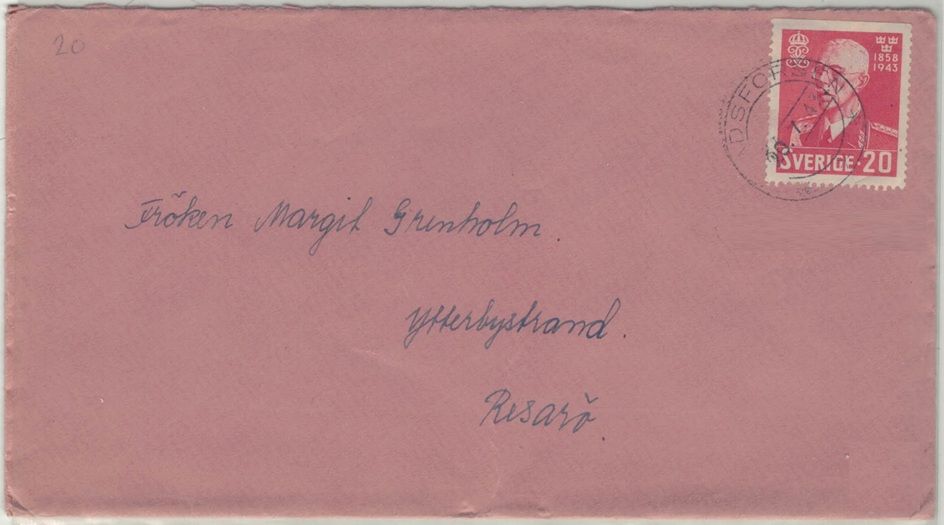 20
1858
1943
SVERIGE 20
Fröken Margit Grenholm.
Ytterbystrand.
Resarö.